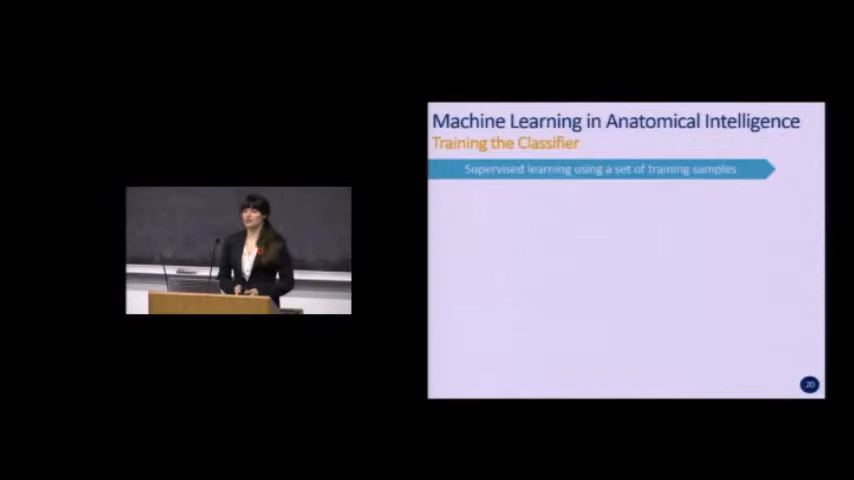 Machine Learning in Anatomical Intelligence
Training the Classifier
Supervised learning using a set of training samples
20